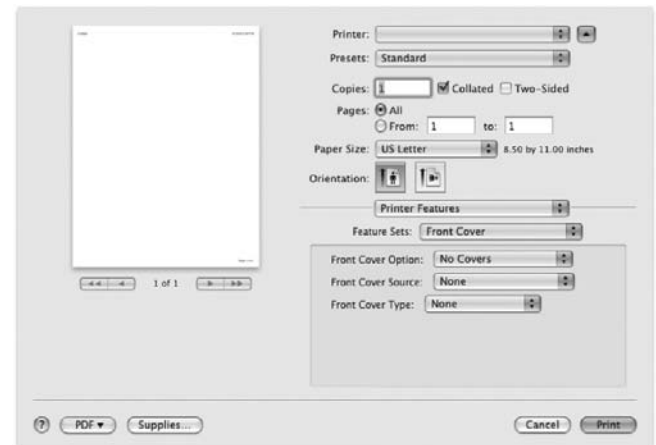 Printer:
Presets: Standard
Copies: 1 Collated Two-Sided
Pages: All
From: 1 to: 1
Paper Size: US Letter 8.50 by 11.00 inches
Orientation:
Printer Features
Feature Sets: Front Cover
Front Cover Option: No Covers
Front Cover Source: None
Front Cover Type: None
1 of 1
? PDF Supplies... Cancel Print